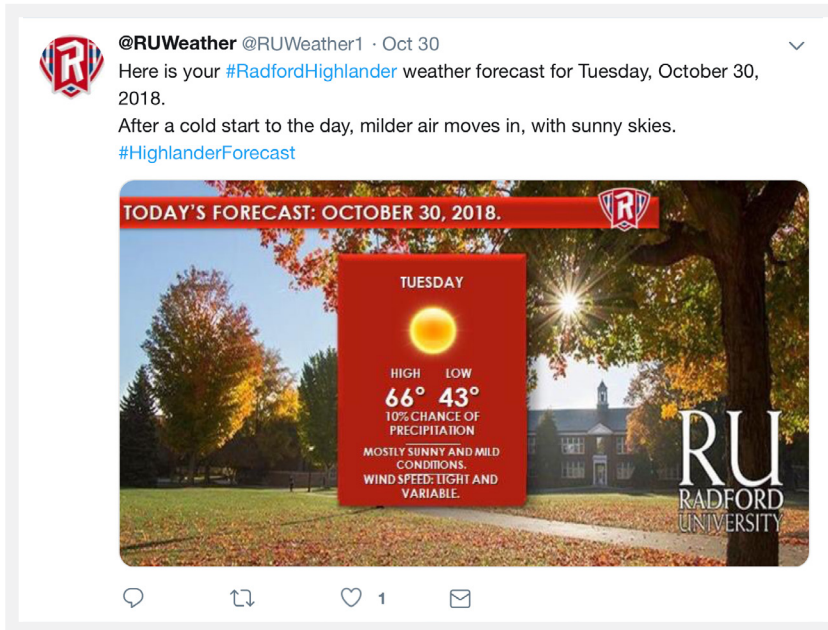 @RUWeather @RUWeather1 · Oct 30
Here is your #RadfordHighlander weather forecast for Tuesday, October 30,
2018.
After a cold start to the day, milder air moves in, with sunny skies.
#HighlanderForecast
TODAY'S FORECAST: OCTOBER 30, 2018.
R
TUESDAY
HIGH LOW
66° 43°
10% CHANCE OF
PRECIPITATION
MOSTLY SUNNY AND MILD
CONDITIONS.
WIND SPEED: LIGHT AND
VARIABLE.
RU
RADFORD
UNIVERSITY
1